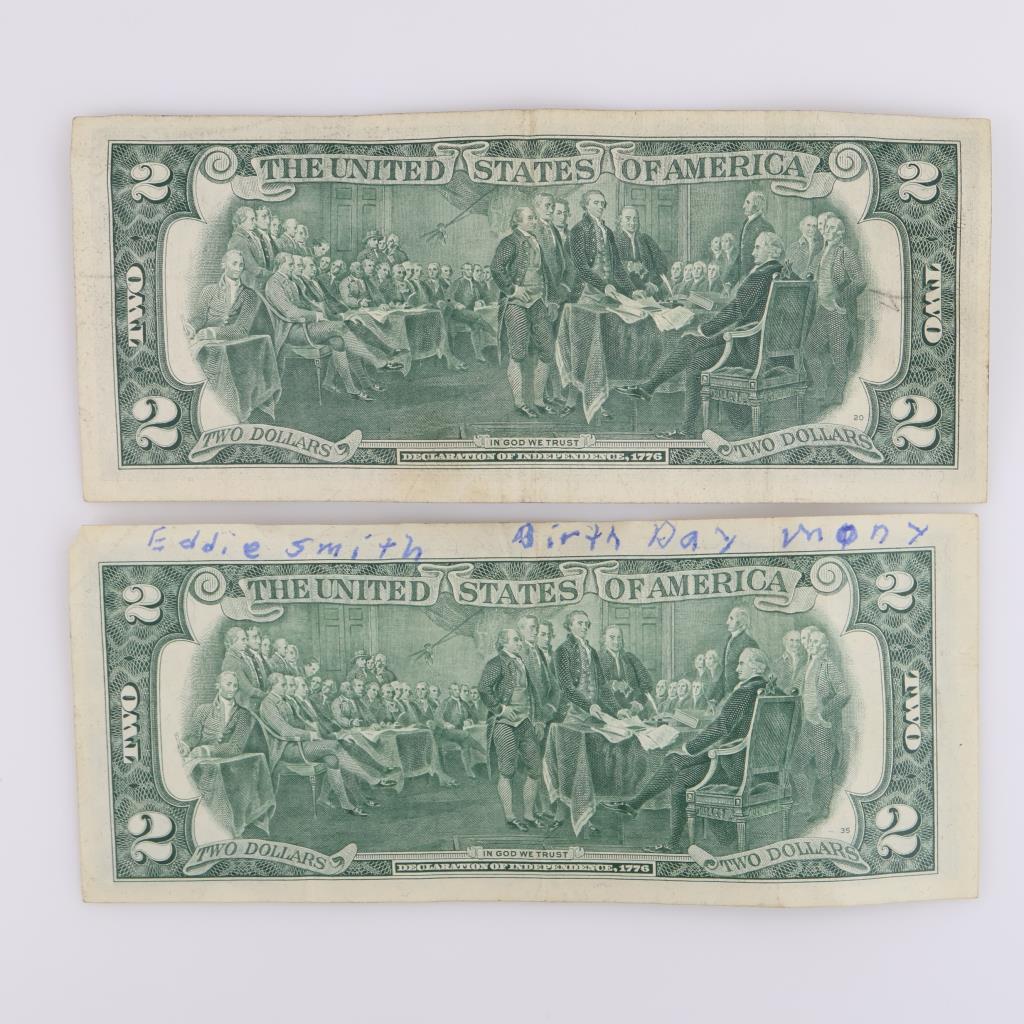 2 THE UNITED STATES OF AMERICA 2
TWO TWO
20
2 TWO DOLLARS IN GOD WE TRUST TWO DOLLARS 2
DECLARATION OF INDEPENDENCE, 1776
Eddie smith Birth Day mony
2 THE UNITED STATES OF AMERICA 2
TWO TWO
35
2 TWO DOLLARS IN GOD WE TRUST TWO DOLLARS 2
DECLARATION OF INDEPENDENCE, 1776